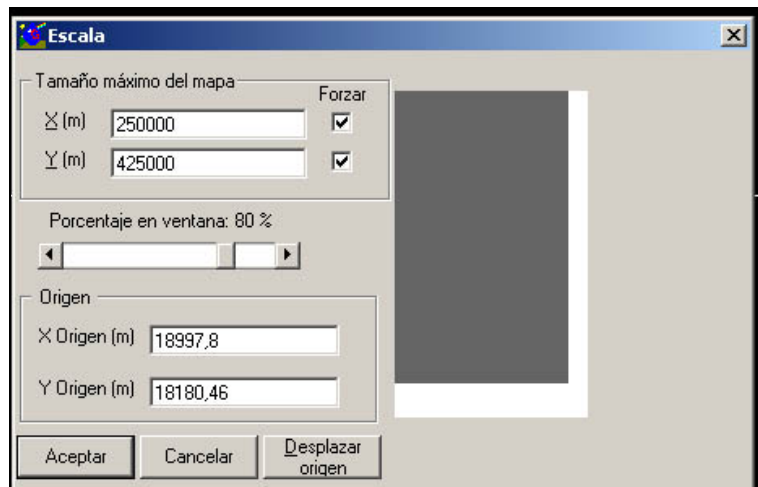 Escala
Tamaño máximo del mapa
Forzar
X (m) 250000
Y (m) 425000
Porcentaje en ventana: 80 %
Origen
X Origen (m) 18997,8
Y Origen (m) 18180,46
Aceptar Cancelar Desplazar
origen